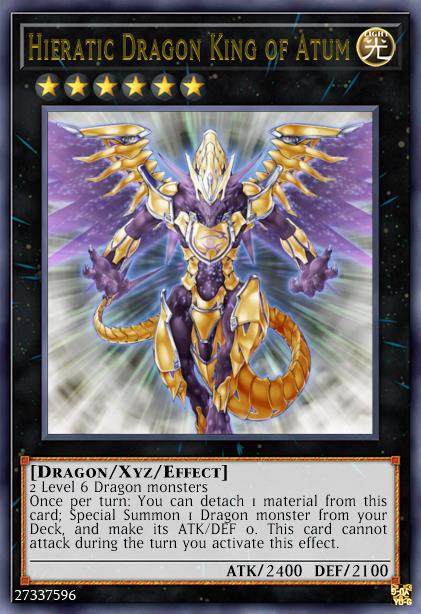 HIERATIC DRAGON KING OF ATUM
LIGHT
光
[DRAGON/XYZ/EFFECT]
2 Level 6 Dragon monsters
Once per turn: You can detach 1 material from this
card; Special Summon 1 Dragon monster from your
Deck, and make its ATK/DEF 0. This card cannot
attack during the turn you activate this effect.
ATK/2400 DEF/2100
27337596